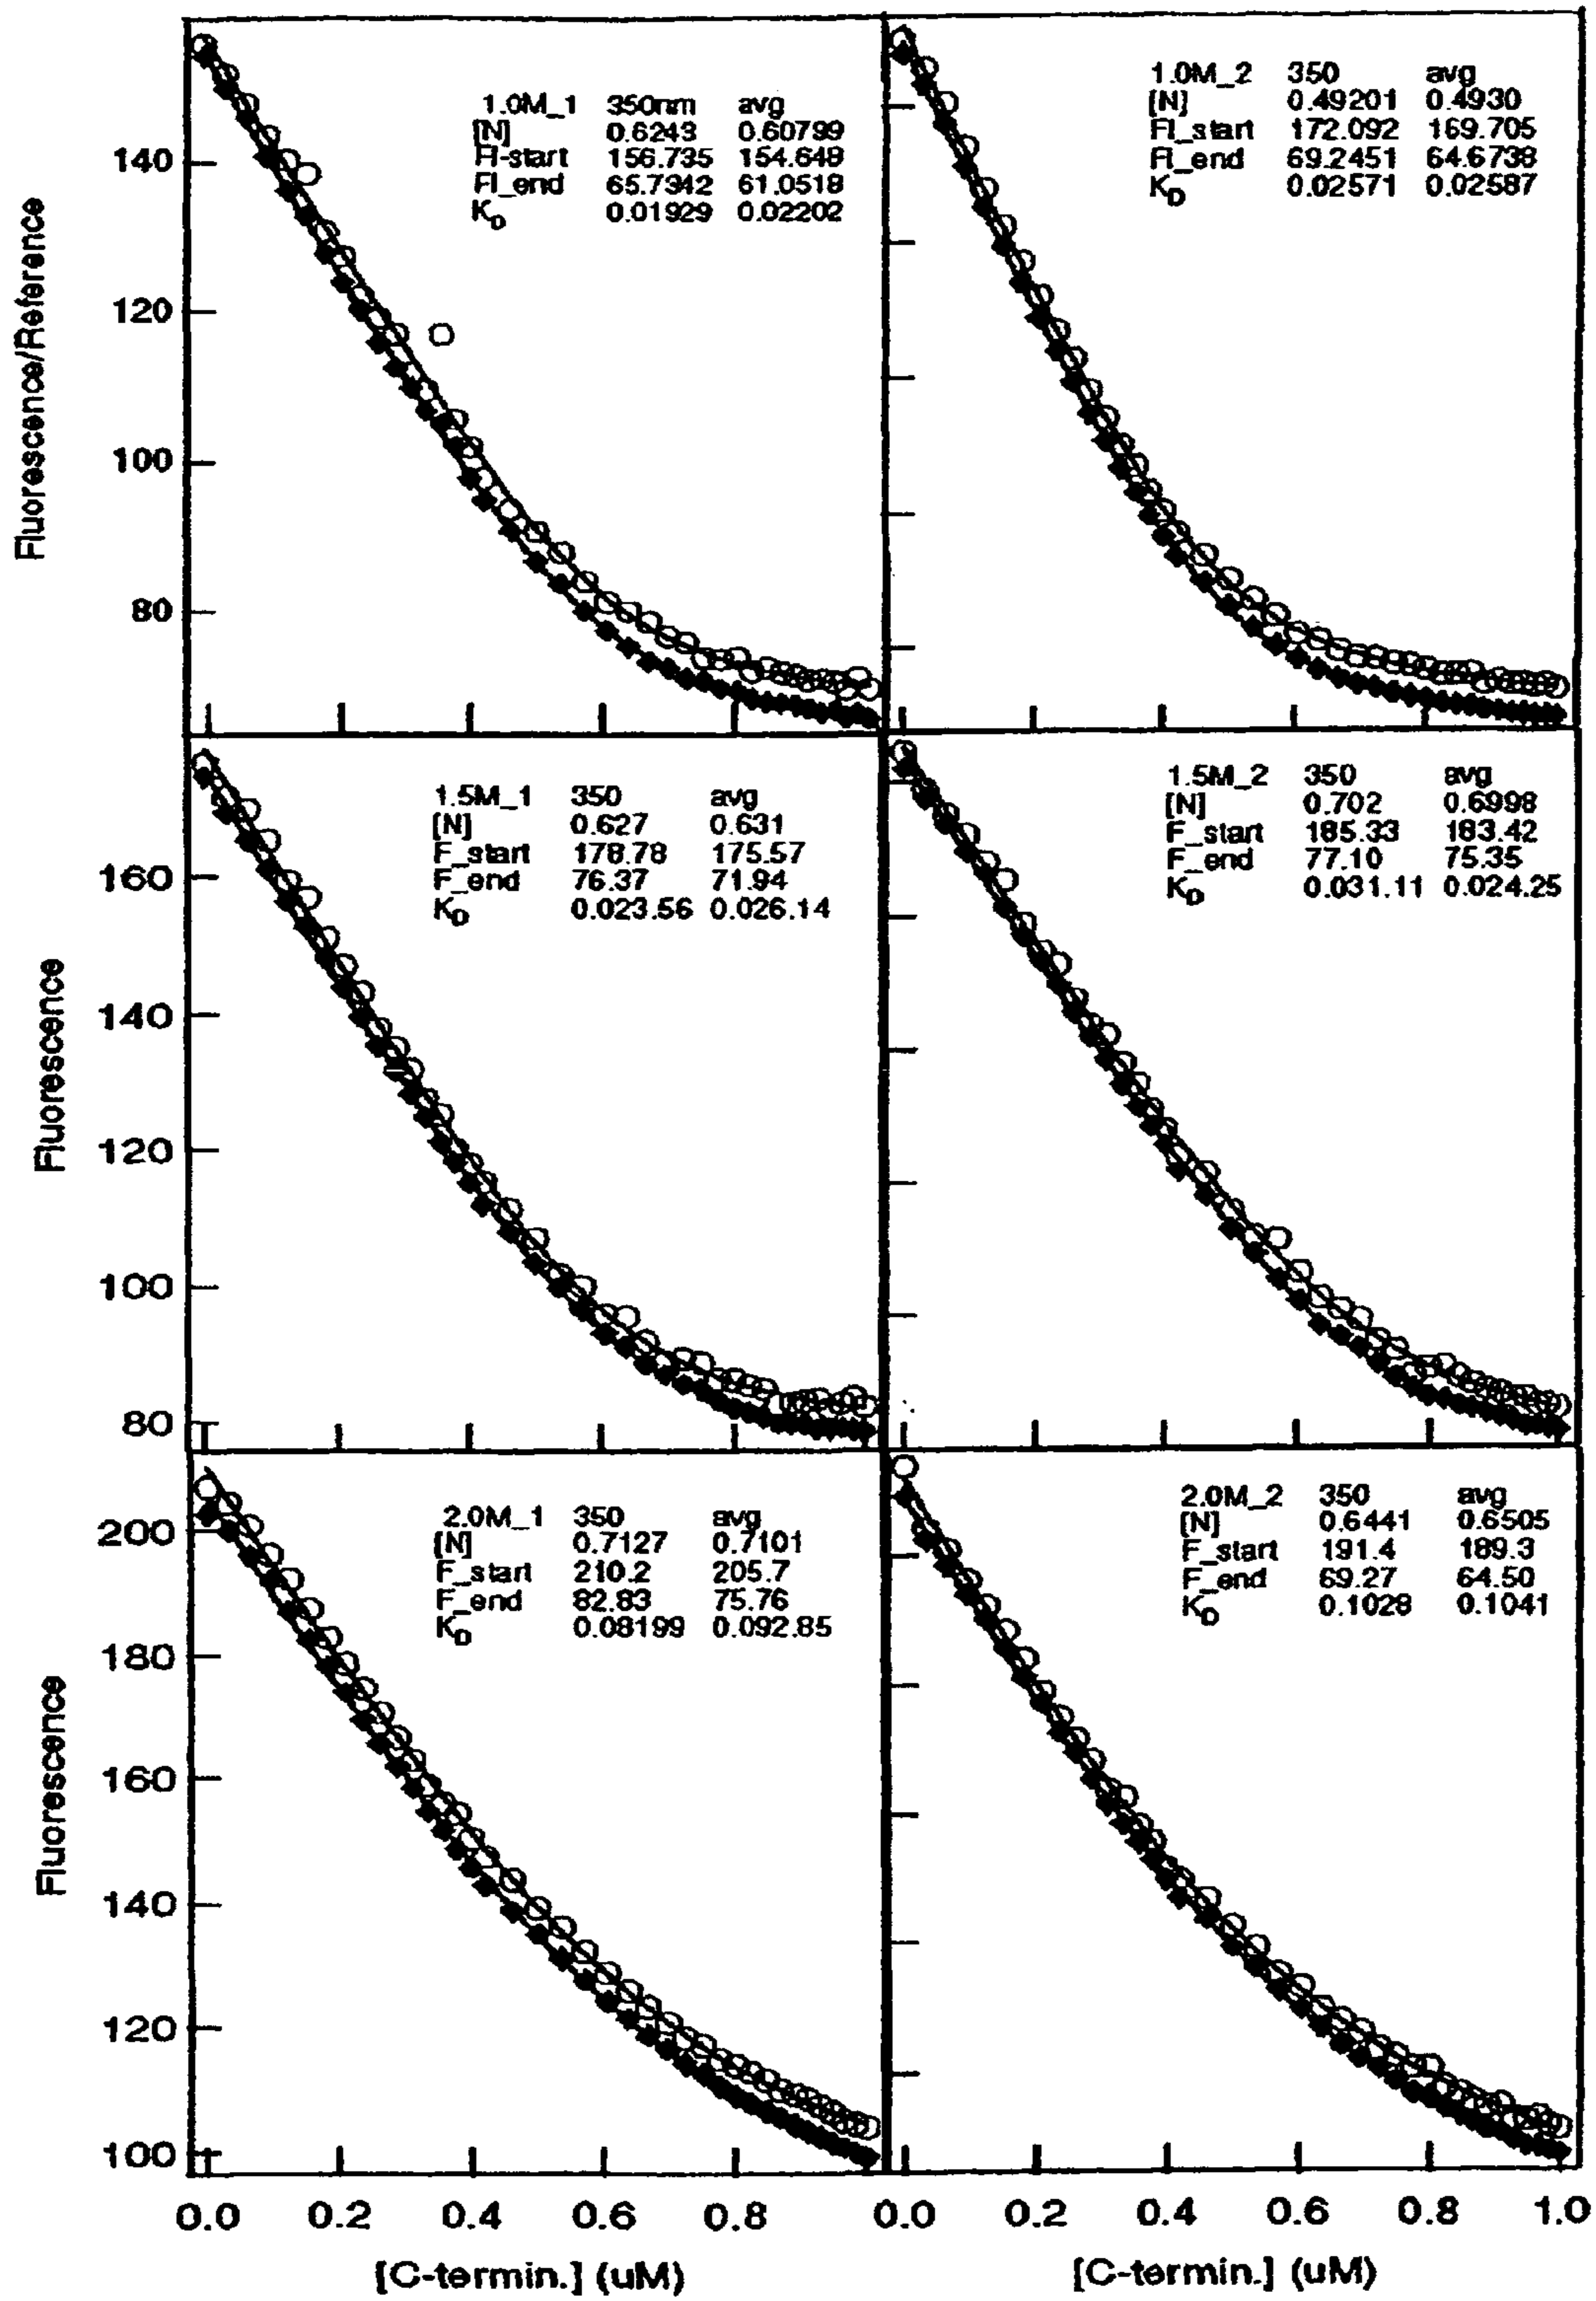 1.0M_1 350nm avg
[N] 0.6243 0.60799
Fl-start 156.735 154.649
Fl_end 65.7342 61.0518
K_D 0.01929 0.02202
1.0M_2 350 avg
[N] 0.49201 0.4930
Fl_start 172.092 169.705
Fl_end 69.2451 64.6738
K_D 0.02571 0.02587
Fluorescence/Reference
140
120
100
80
1.5M_1 350 avg
[N] 0.627 0.631
F_start 178.78 175.57
F_end 76.37 71.94
K_D 0.023.56 0.026.14
1.5M_2 350 avg
[N] 0.702 0.6998
F_start 185.33 183.42
F_end 77.10 75.35
K_D 0.031.11 0.024.25
Fluorescence
160
140
120
100
80
2.0M_1 350 avg
[N] 0.7127 0.7101
F_start 210.2 205.7
F_end 82.83 75.76
K_D 0.08199 0.092.85
2.0M_2 350 avg
[N] 0.6441 0.6505
F_start 191.4 189.3
F_end 69.27 64.50
K_D 0.1028 0.1041
Fluorescence
200
180
160
140
120
100
0.0 0.2 0.4 0.6 0.8
0.0 0.2 0.4 0.6 0.8 1.0
[C-termin.] (uM)
[C-termin.] (uM)